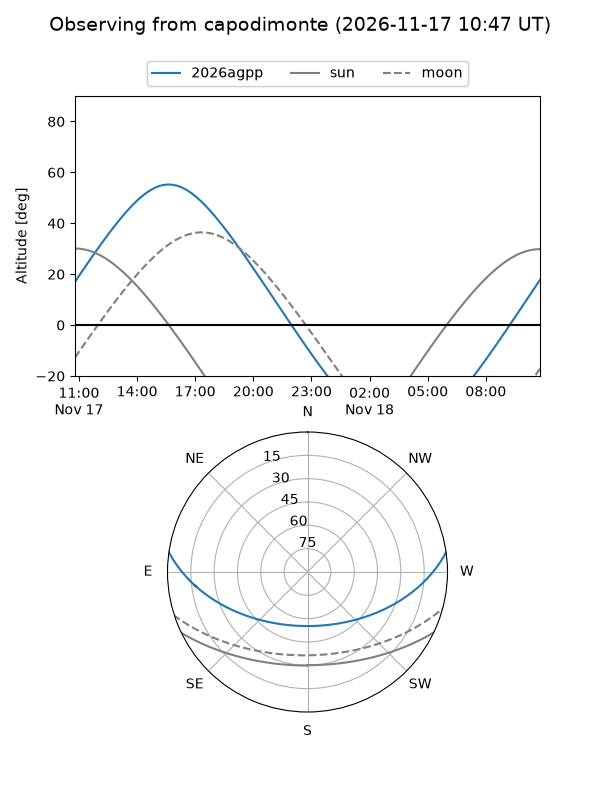 Observing from capodimonte (2026-11-17 10:47 UT)
2026agpp sun moon
Altitude [deg]
80
60
40
20
0
−20
11:00 14:00 17:00 20:00 23:00 02:00 05:00 08:00
Nov 17 Nov 18
N
NE NW
15
30
45
60
75
E W
SE SW
S